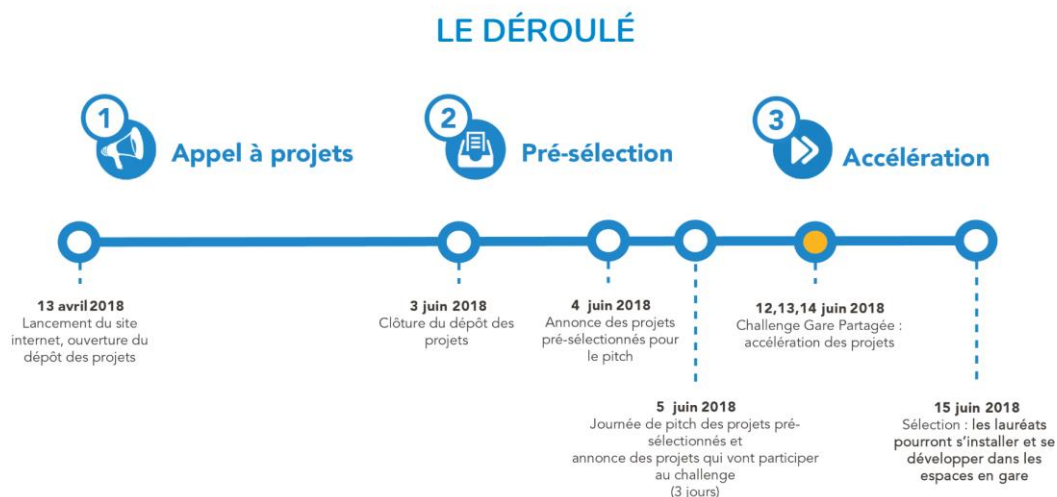 LE DÉROULÉ
1
Appel à projets
2
Pré-sélection
3
Accélération
13 avril 2018
Lancement du site
internet, ouverture du
dépôt des projets
3 juin 2018
Clôture du dépôt des
projets
4 juin 2018
Annonce des projets
pré-sélectionnés pour
le pitch
5 juin 2018
Journée de pitch des projets pré-
sélectionnés et
annonce des projets qui vont participer
au challenge
(3 jours)
12,13,14 juin 2018
Challenge Gare Partagée :
accélération des projets
15 juin 2018
Sélection : les lauréats
pourront s'installer et se
développer dans les
espaces en gare